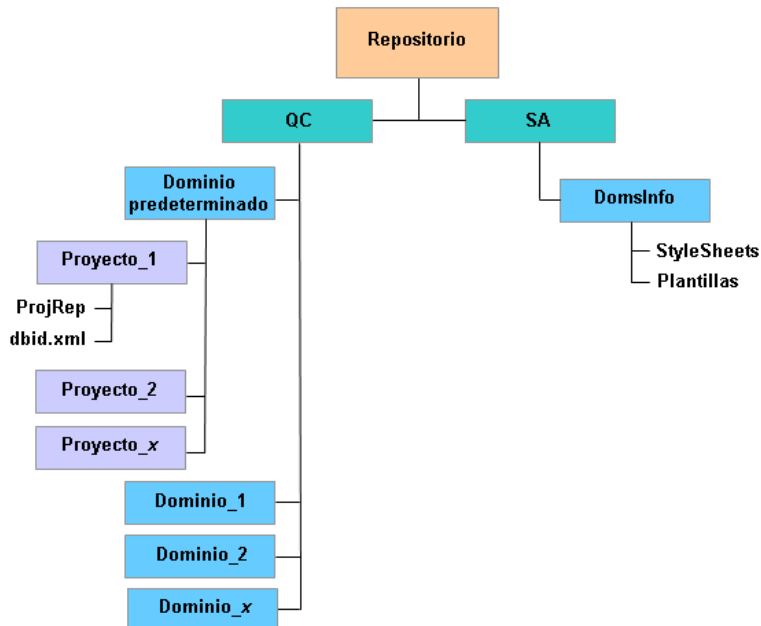 Repositorio
QC
SA
Dominio
predeterminado
DomsInfo
Proyecto_1
StyleSheets
Plantillas
ProjRep
dbid.xml
Proyecto_2
Proyecto_x
Dominio_1
Dominio_2
Dominio_x